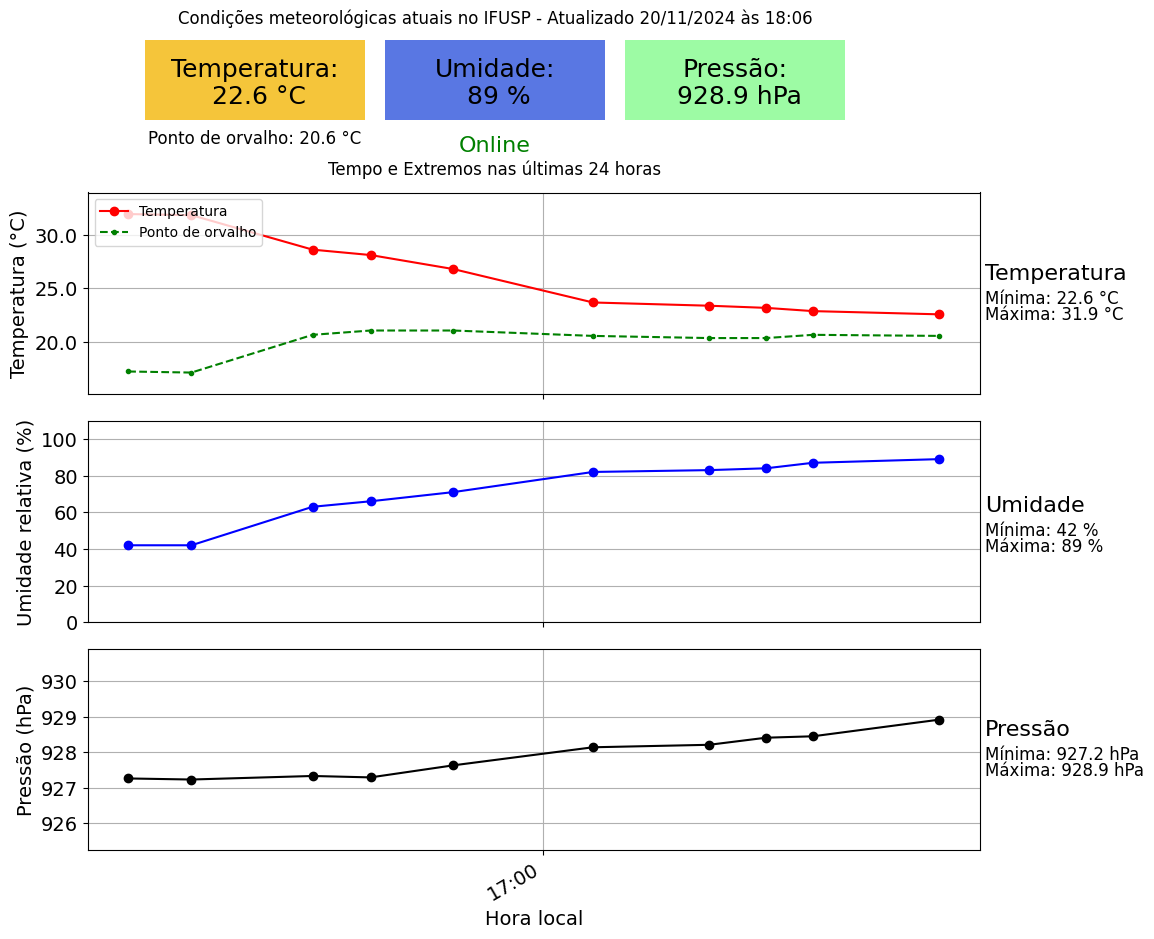 Condições meteorológicas atuais no IFUSP - Atualizado 20/11/2024 às 18:06
Temperatura:
22.6 °C
Umidade:
89 %
Pressão:
928.9 hPa
Ponto de orvalho: 20.6 °C
Online
Tempo e Extremos nas últimas 24 horas
Temperatura (°C)
30.0
25.0
20.0
Temperatura
Ponto de orvalho
Temperatura
Mínima: 22.6 °C
Máxima: 31.9 °C
Umidade relativa (%)
100
80
60
40
20
0
Umidade
Mínima: 42 %
Máxima: 89 %
Pressão (hPa)
930
929
928
927
926
Pressão
Mínima: 927.2 hPa
Máxima: 928.9 hPa
17:00
Hora local